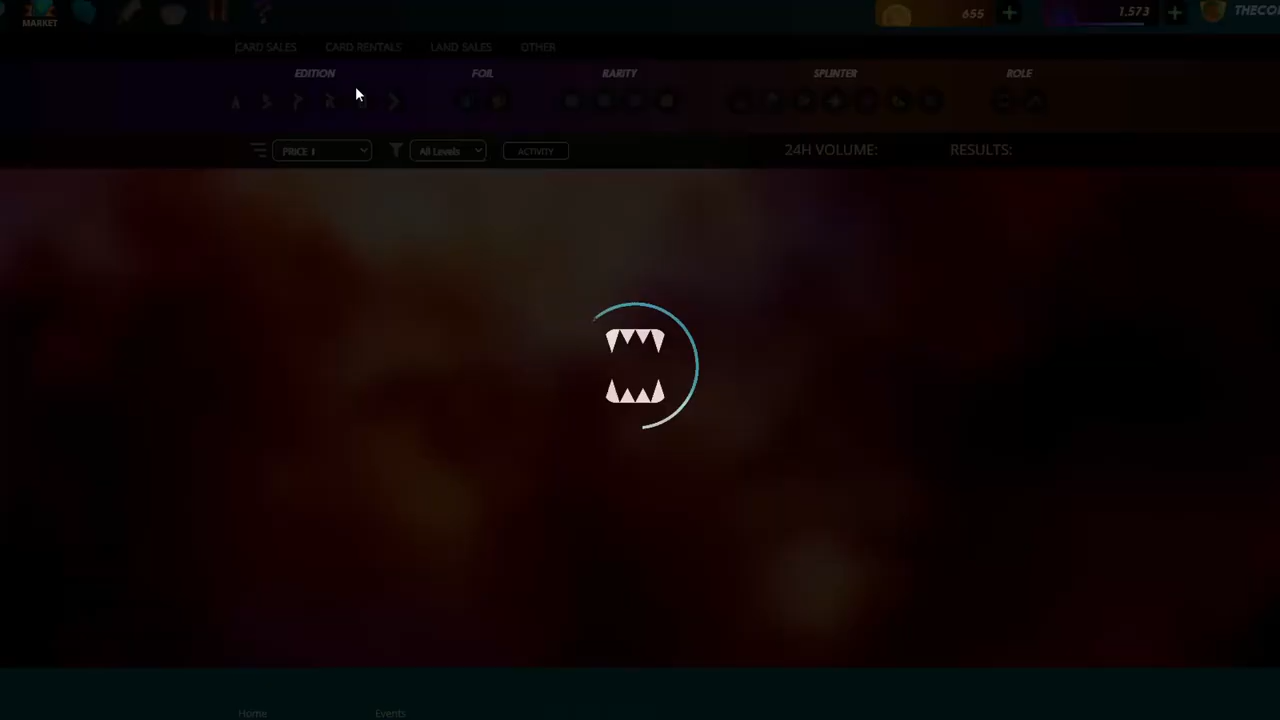 MARKET
655
1.573
THECO
CARD SALES CARD RENTALS LAND SALES OTHER
EDITION FOIL RARITY SPLINTER ROLE
PRICE All Levels ACTIVITY 24H VOLUME: RESULTS:
Home Events